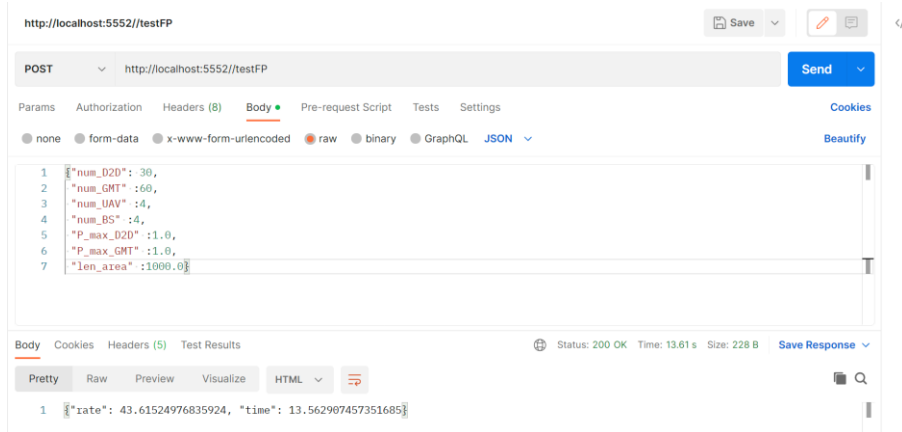 http://localhost:5552//testFP
Save
POST http://localhost:5552//testFP Send
Params Authorization Headers (8) Body Pre-request Script Tests Settings Cookies
none form-data x-www-form-urlencoded raw binary GraphQL JSON Beautify
1 {"num_D2D": 30,
2 "num_GMT" :60,
3 "num_UAV" :4,
4 "num_BS" :4,
5 "P_max_D2D" :1.0,
6 "P_max_GMT" :1.0,
7 "len_area" :1000.0}
Body Cookies Headers (5) Test Results Status: 200 OK Time: 13.61 s Size: 228 B Save Response
Pretty Raw Preview Visualize HTML
1 {"rate": 43.61524976835924, "time": 13.562907457351685}